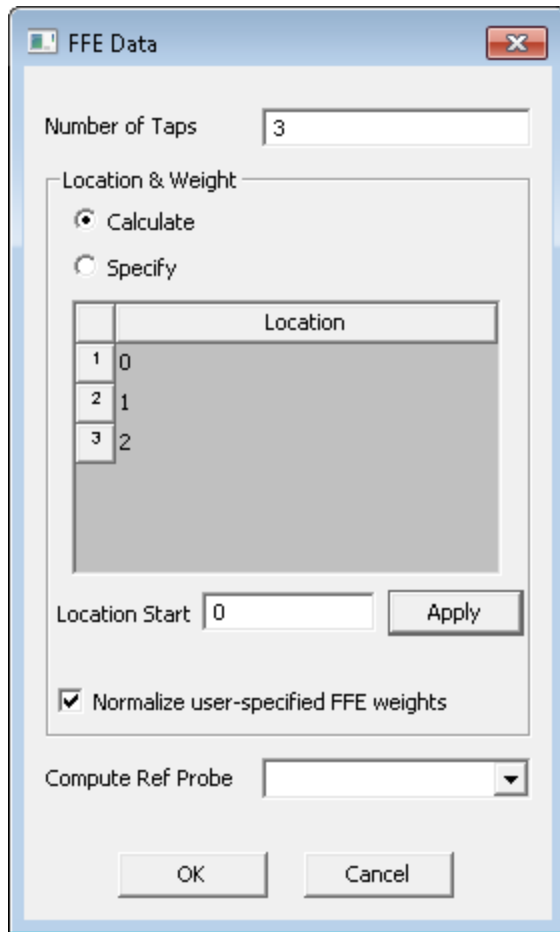 FFE Data
Number of Taps 3
Location & Weight
Calculate
Specify
Location
1 0
2 1
3 2
Location Start 0 Apply
Normalize user-specified FFE weights
Compute Ref Probe
OK Cancel